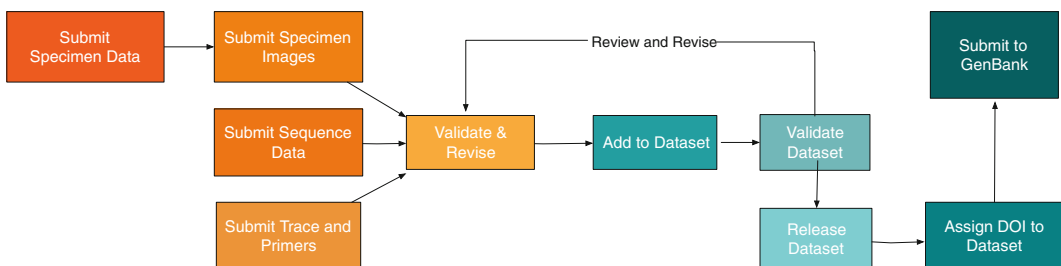 Submit
Specimen Data
Submit Specimen
Images
Review and Revise
Submit to
GenBank
Submit Sequence
Data
Validate &
Revise
Add to Dataset
Validate
Dataset
Submit Trace and
Primers
Release
Dataset
Assign DOI to
Dataset